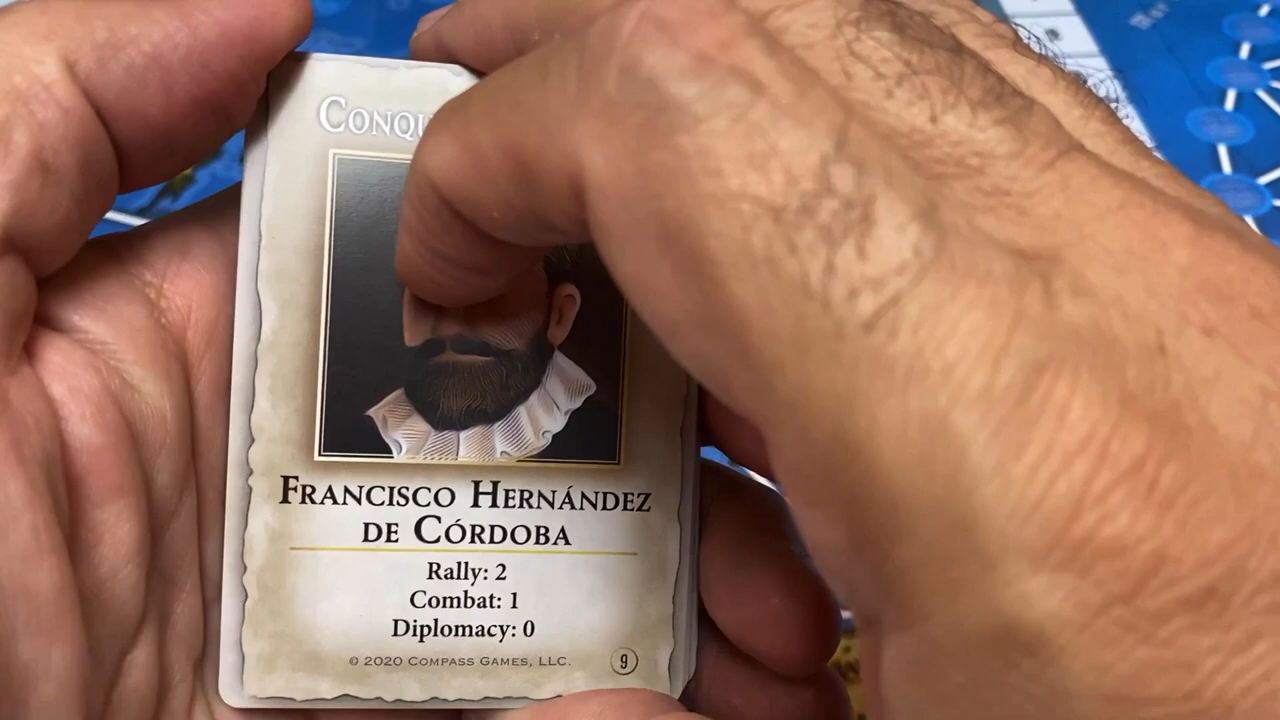 Conqu
Francisco Hernández
de Córdoba
Rally: 2
Combat: 1
Diplomacy: 0
© 2020 Compass Games, LLC.
9